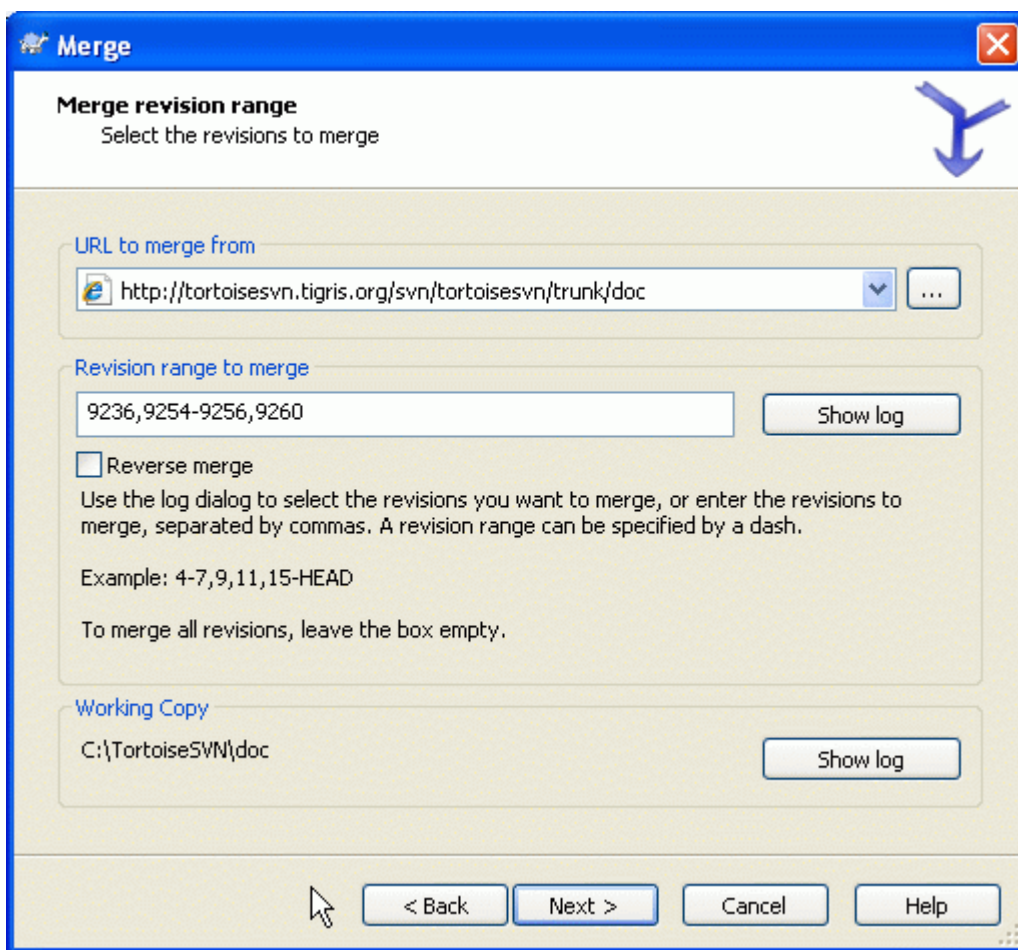 Merge
Merge revision range
Select the revisions to merge
URL to merge from
http://tortoisesvn.tigris.org/svn/tortoisesvn/trunk/doc
...
Revision range to merge
9236,9254-9256,9260
Show log
Reverse merge
Use the log dialog to select the revisions you want to merge, or enter the revisions to
merge, separated by commas. A revision range can be specified by a dash.
Example: 4-7,9,11,15-HEAD
To merge all revisions, leave the box empty.
Working Copy
C:\TortoiseSVN\doc
Show log
< Back Next > Cancel Help